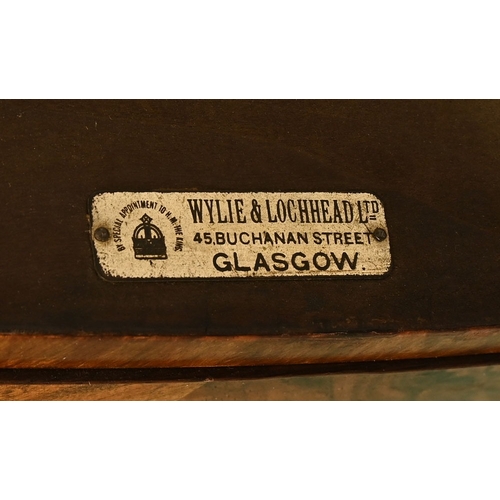 BY SPECIAL APPOINTMENT TO H.M. THE KING
WYLIE & LOCHHEAD LTD
45, BUCHANAN STREET
GLASGOW.